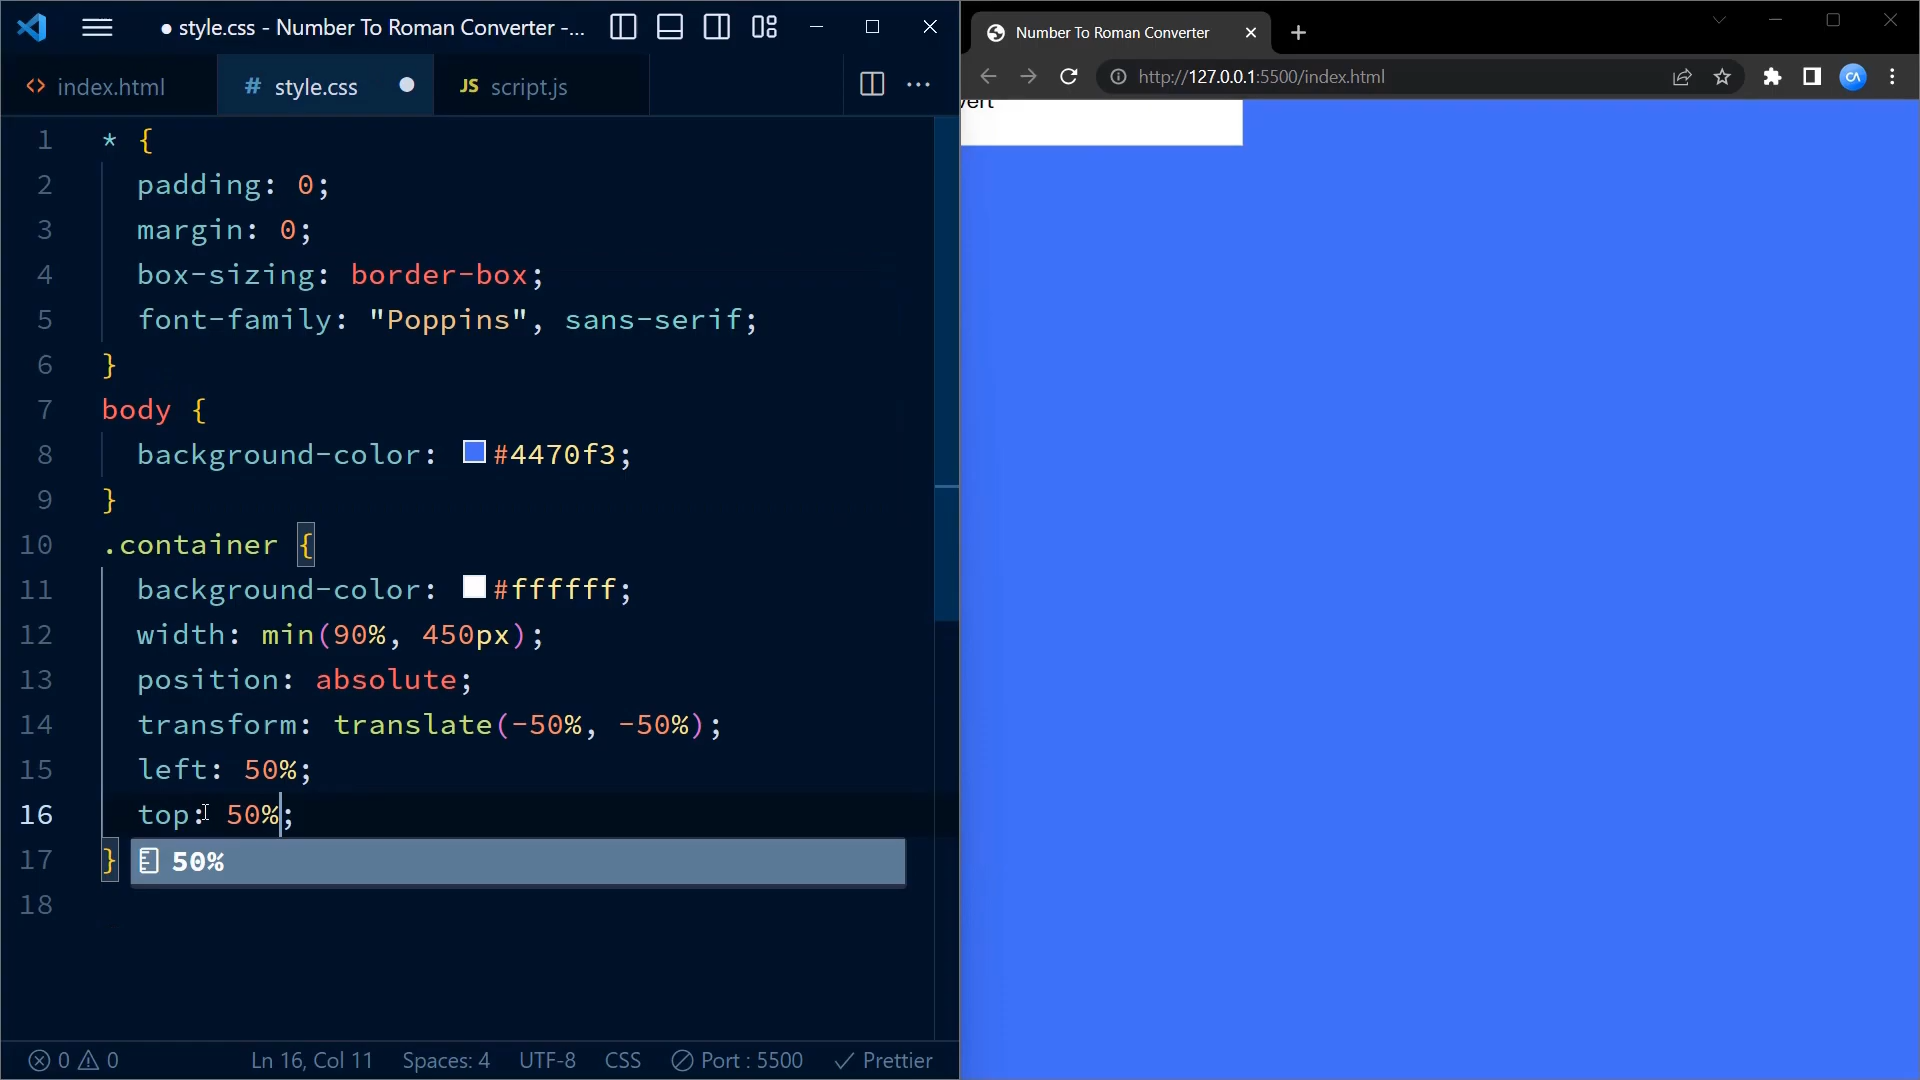 ● style.css - Number To Roman Converter -...
<> index.html
# style.css ●
JS script.js
1 * {
2 padding: 0;
3 margin: 0;
4 box-sizing: border-box;
5 font-family: "Poppins", sans-serif;
6 }
7 body {
8 background-color: #4470f3;
9 }
10 .container {
11 background-color: #ffffff;
12 width: min(90%, 450px);
13 position: absolute;
14 transform: translate(-50%, -50%);
15 left: 50%;
16 top: 50%;
17 }
50%
18
0 0 Ln 16, Col 11 Spaces: 4 UTF-8 CSS Port : 5500 Prettier
Number To Roman Converter
http://127.0.0.1:5500/index.html
CA
vert